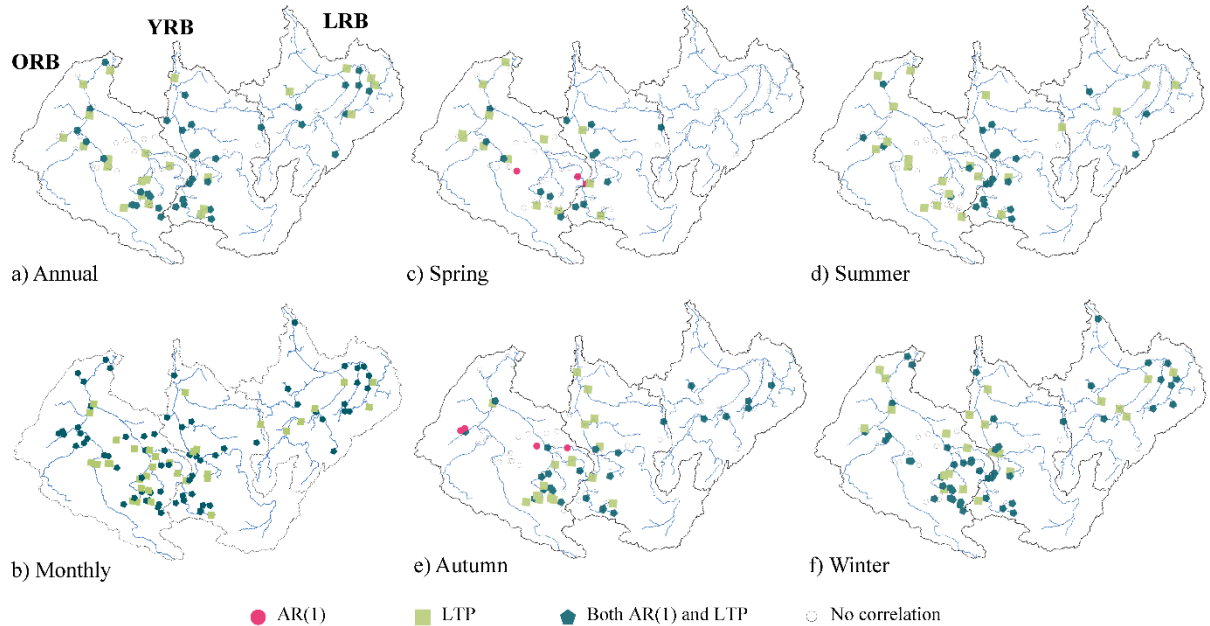 ORB
YRB
LRB
a) Annual
c) Spring
d) Summer
b) Monthly
e) Autumn
f) Winter
AR(1)
LTP
Both AR(1) and LTP
No correlation